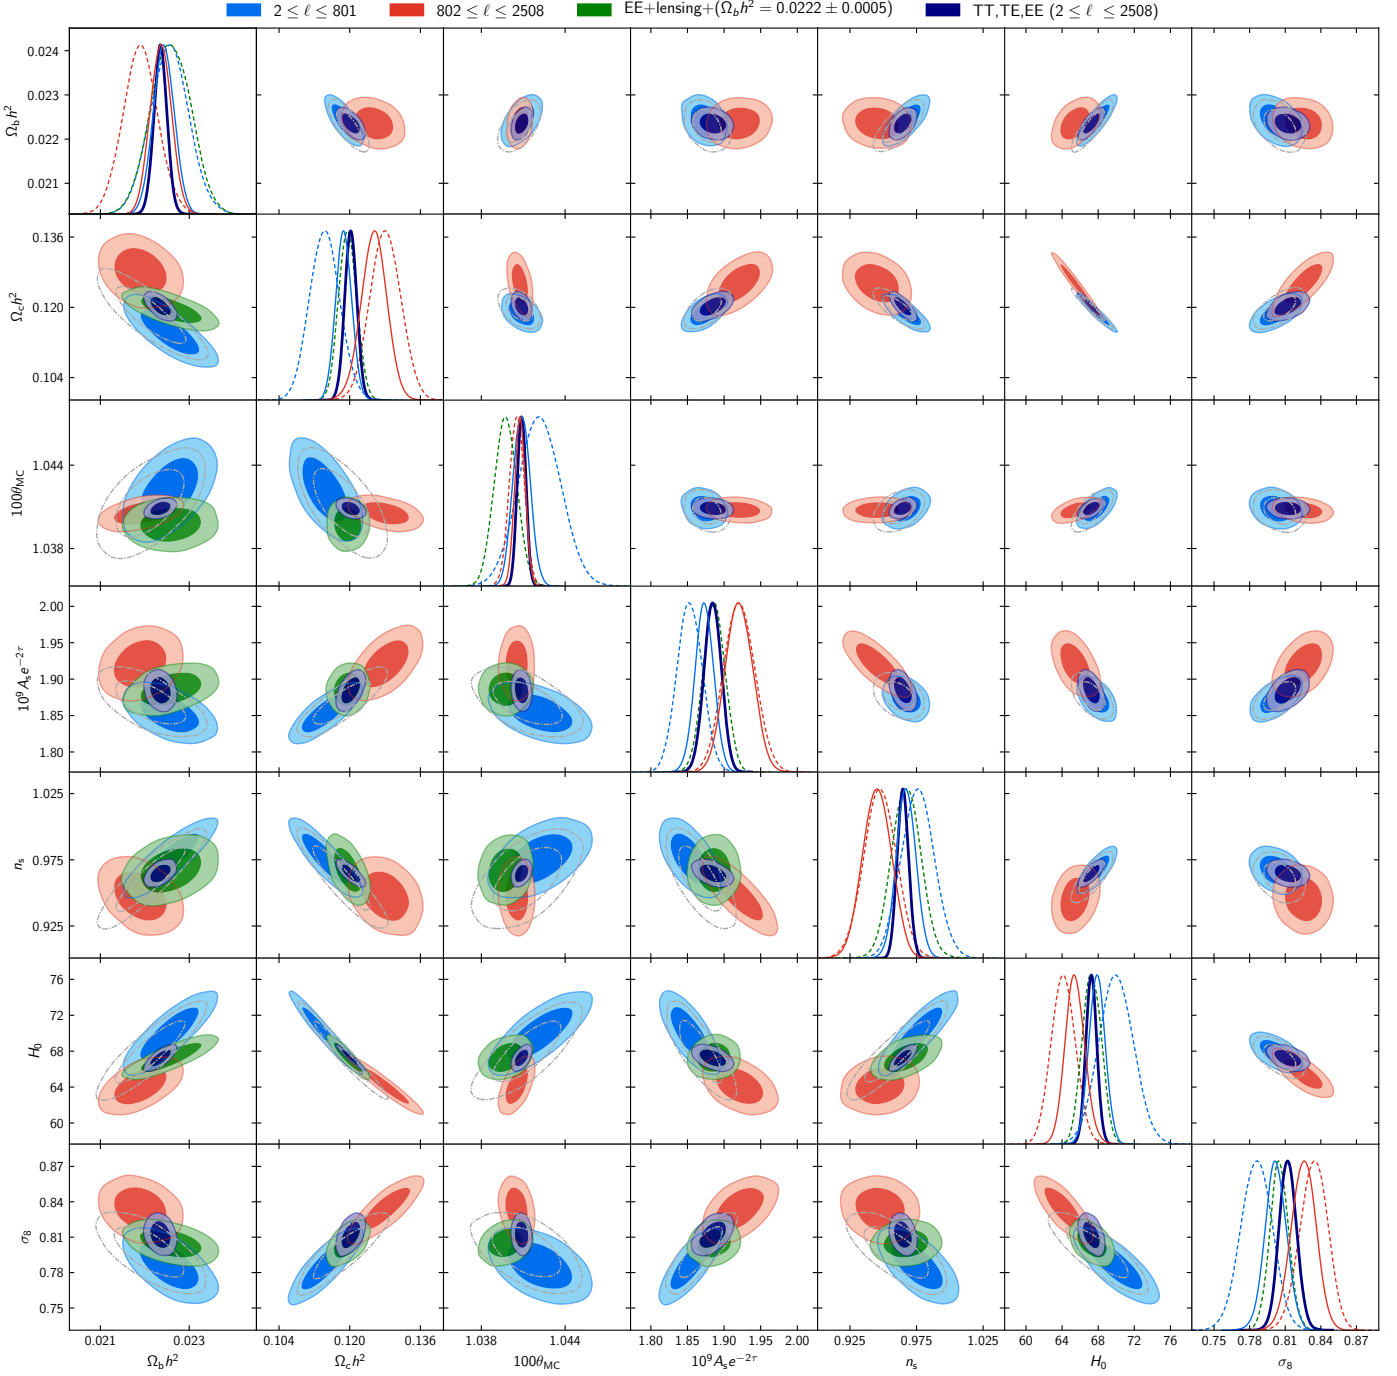 2 ≤ ℓ ≤ 801 802 ≤ ℓ ≤ 2508 EE+lensing+(Ω_b h² = 0.0222 ± 0.0005) TT,TE,EE (2 ≤ ℓ ≤ 2508)
0.024
0.023
0.022
0.021
Ω_b h²
0.136
0.120
0.104
Ω_c h²
1.044
1.038
100θ_MC
2.00
1.95
1.90
1.85
1.80
10⁹A_s e^{−2τ}
1.025
0.975
0.925
n_s
76
72
68
64
60
H_0
0.87
0.84
0.81
0.78
0.75
σ_8
0.021 0.023 0.104 0.120 0.136 1.038 1.044 1.80 1.85 1.90 1.95 2.00 0.925 0.975 1.025 60 64 68 72 76 0.75 0.78 0.81 0.84 0.87
Ω_b h² Ω_c h² 100θ_MC 10⁹A_s e^{−2τ} n_s H_0 σ_8